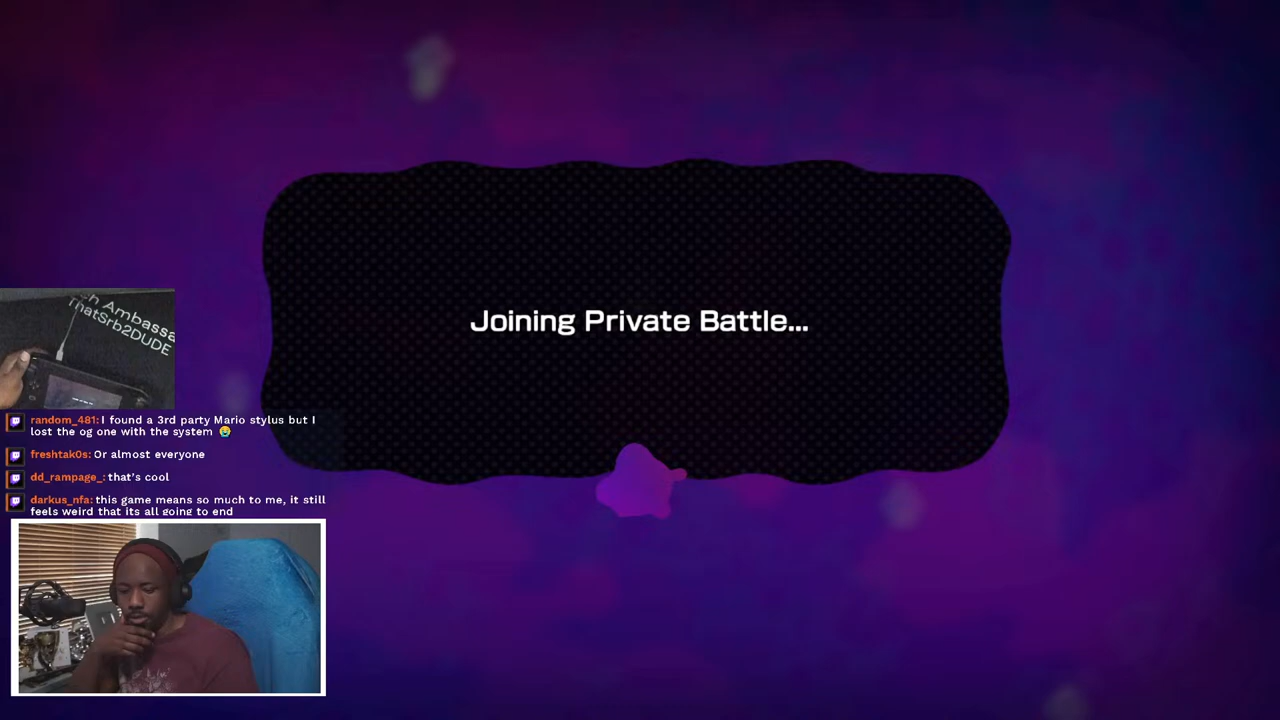 Joining Private Battle...
ch Ambassa
ThatSrb2DUDE
random_481: I found a 3rd party Mario stylus but I
lost the og one with the system 😭
freshtak0s: Or almost everyone
dd_rampage_: that's cool
darkus_nfa: this game means so much to me, it still
feels weird that its all going to end